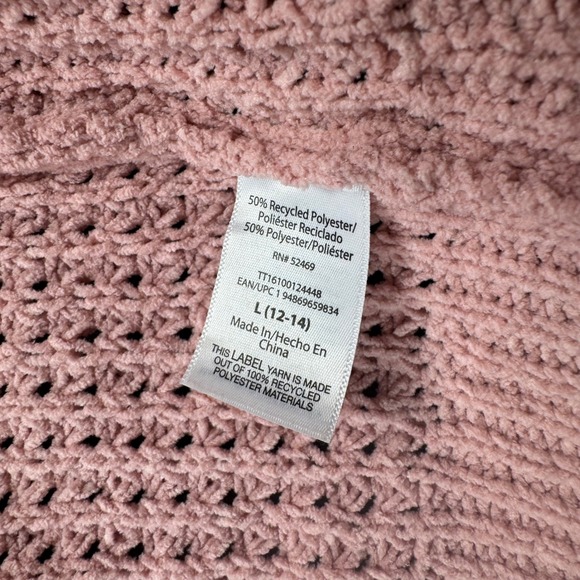 50% Recycled Polyester/
Poliéster Reciclado
50% Polyester/Poliéster
RN# 52469
TT16100124448
EAN/UPC 1 94869659834
L (12-14)
Made In/Hecho En
China
THIS LABEL YARN IS MADE
OUT OF 100% RECYCLED
POLYESTER MATERIALS